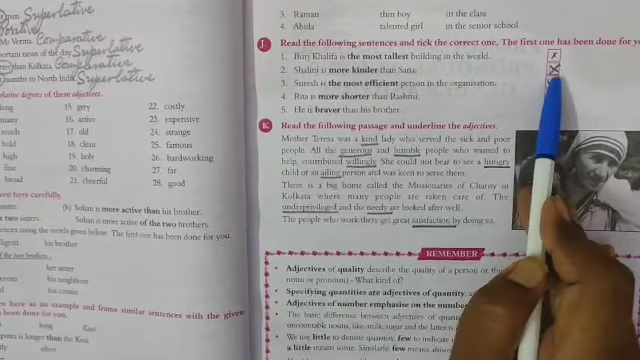 Superlative
Comparative
Mr Verma. Comparative
portant news of the day Superlative
than Kolkata. Comparative
months in North India Superlative
relative degrees of these adjectives.
15. grey 22. costly
16. active 23. expensive
much 17. old 24. strange
bold 18. clean 25. famous
high 19. holy 26. hardworking
fine 20. charming 27. far
broad 21. cheerful 28. good
ven here carefully.
(b) Sohan is more active than his brother.
two sisters. Sohan is more active of the two brothers.
ences using the words given below. The first one has been done for you.
lligent his brother
of the two brothers.
her sister
his neighbour
his cousin
en here as an example and frame similar sentences with the given
been done for you.
long Kosi
puts is longer than the Kosi.
silver
3. Raman thin boy in the class
4. Abida talented girl in the senior school
J. Read the following sentences and tick the correct one. The first one has been done for yo
1. Burj Khalifa is the most tallest building in the world. ✗
2. Shalini is more kinder than Sana. ✗
3. Suresh is the most efficient person in the organisation.
4. Rita is more shorter than Rashmi.
5. He is braver than his brother.
K. Read the following passage and underline the adjectives.
Mother Teresa was a kind lady who served the sick and poor
people. All the generous and humble people who wanted to
help, contributed willingly. She could not bear to see a hungry
child or an ailing person and was keen to serve them.
There is a big home called the Missionaries of Charity in
Kolkata where many people are taken care of. The
underprivileged and the needy are looked after well.
The people who work there get great satisfaction by doing so.
REMEMBER
• Adjectives of quality describe the quality of a person or th
noun or pronoun) – What kind of?
• Specifying quantities are adjectives of quantity.
• Adjectives of number emphasise on the number
• The basic difference between adjectives of quan
uncountable nouns, like, milk, sugar and the latter is
• We use little to denote quantity, few to indicate
a little means some. Similarly few means almos